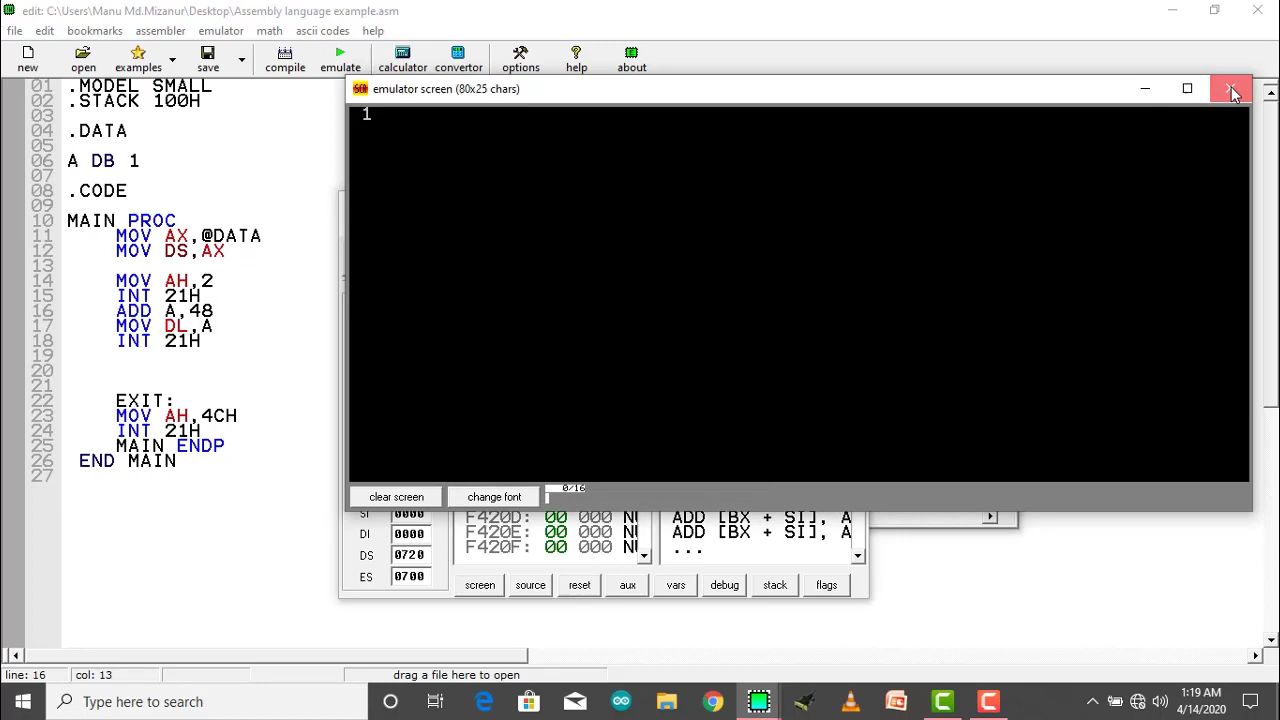 edit: C:\Users\Manu Md.Mizanur\Desktop\Assembly language example.asm
file edit bookmarks assembler emulator math ascii codes help
new open examples save compile emulate calculator convertor options help about
emulator screen (80x25 chars)
1
01 .MODEL SMALL
02 .STACK 100H
03
04 .DATA
05
06 A DB 1
07
08 .CODE
09
10 MAIN PROC
11 MOV AX,@DATA
12 MOV DS,AX
13
14 MOV AH,2
15 INT 21H
16 ADD A,48
17 MOV DL,A
18 INT 21H
19
20
21
22 EXIT:
23 MOV AH,4CH
24 INT 21H
25 MAIN ENDP
26 END MAIN
27
clear screen change font 0/16
SI 0000 F420D: 00 000 ADD [BX + SI], A
DI 0000 F420E: 00 000 ADD [BX + SI], A
DS 0720 F420F: 00 000 ...
ES 0700
screen source reset aux vars debug stack flags
line: 16 col: 13 drag a file here to open
Type here to search
1:19 AM
4/14/2020